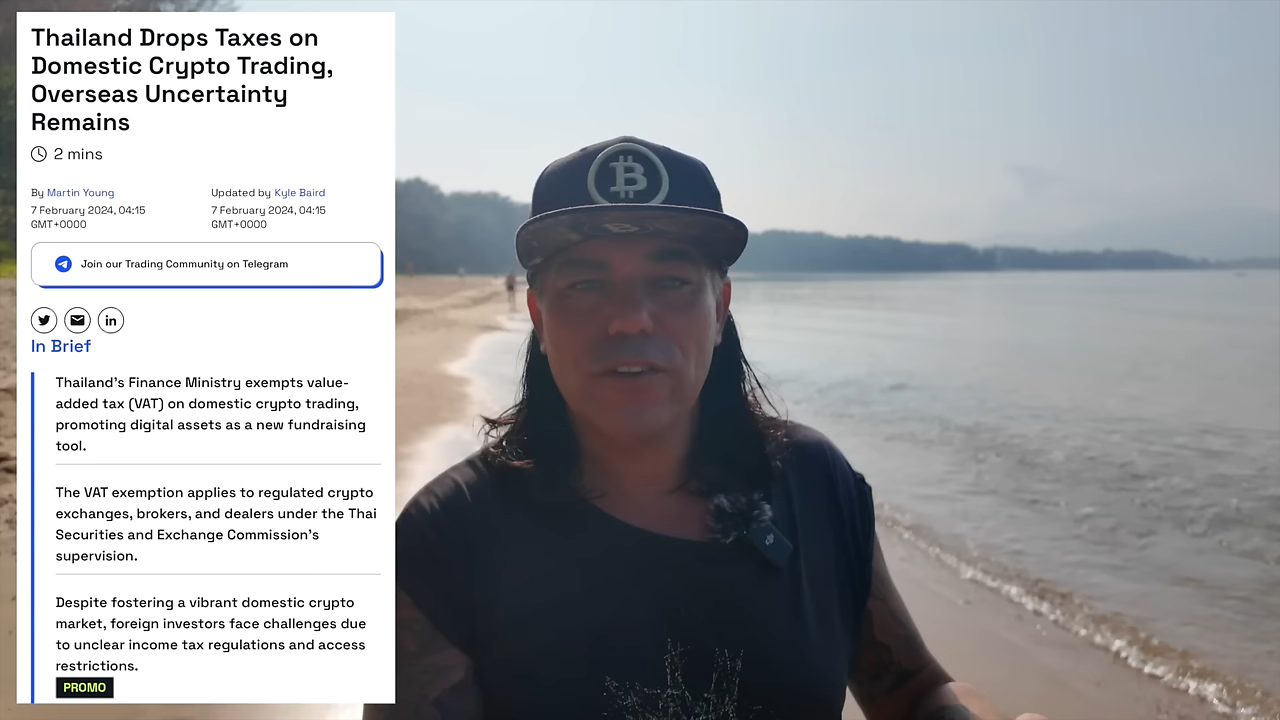 Thailand Drops Taxes on
Domestic Crypto Trading,
Overseas Uncertainty
Remains
2 mins
By Martin Young
7 February 2024, 04:15
GMT+0000
Updated by Kyle Baird
7 February 2024, 04:15
GMT+0000
Join our Trading Community on Telegram
in
In Brief
Thailand's Finance Ministry exempts value-
added tax (VAT) on domestic crypto trading,
promoting digital assets as a new fundraising
tool.
The VAT exemption applies to regulated crypto
exchanges, brokers, and dealers under the Thai
Securities and Exchange Commission's
supervision.
Despite fostering a vibrant domestic crypto
market, foreign investors face challenges due
to unclear income tax regulations and access
restrictions.
PROMO